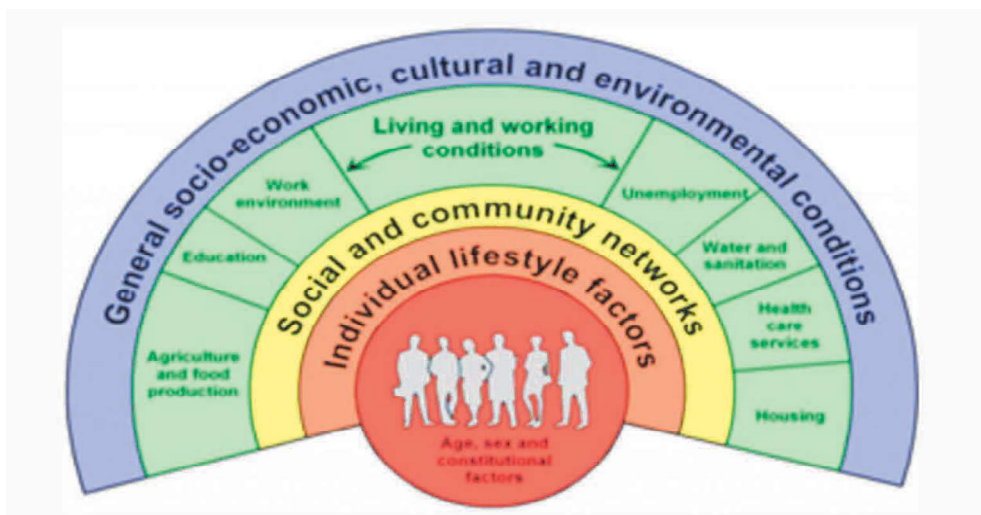 General socio-economic, cultural and environmental conditions
Living and working
conditions
Work
environment
Unemployment
Education
Water and
sanitation
Agriculture
and food
production
Health
care
services
Housing
Social and community networks
Individual lifestyle factors
Age, sex and
constitutional
factors